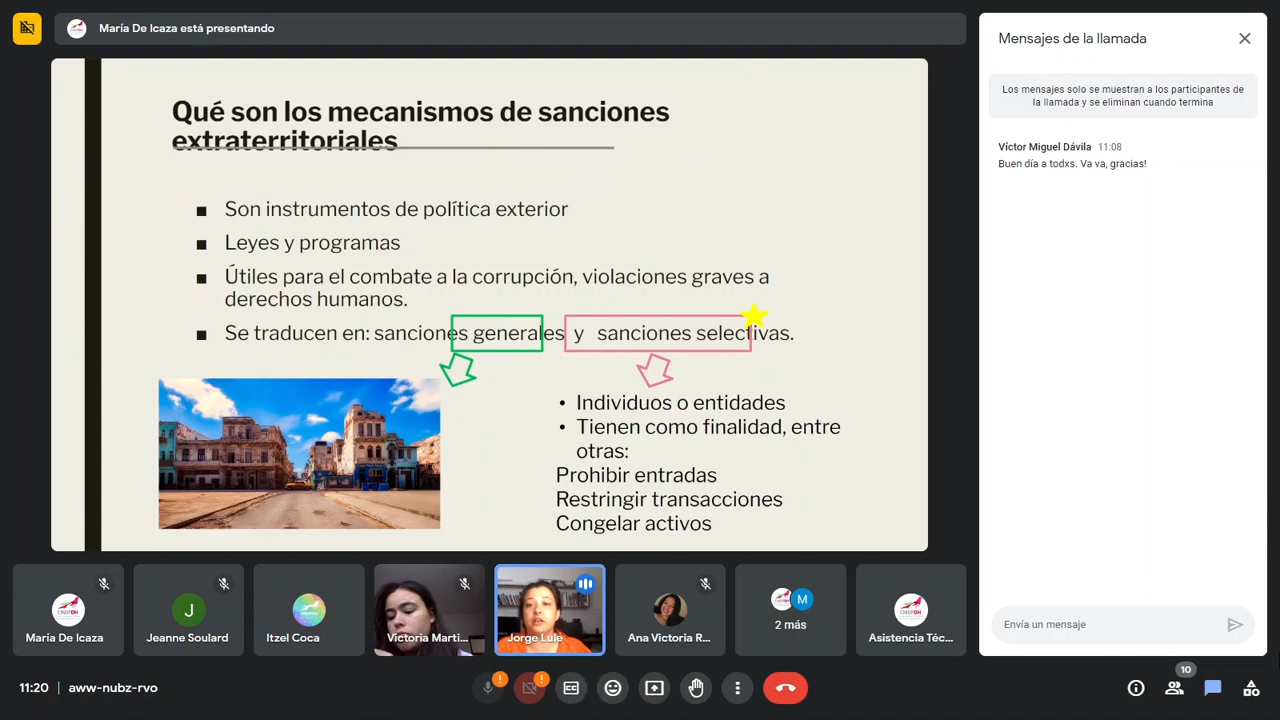 María De Icaza está presentando
Qué son los mecanismos de sanciones
extraterritoriales
■ Son instrumentos de política exterior
■ Leyes y programas
■ Útiles para el combate a la corrupción, violaciones graves a
derechos humanos.
■ Se traducen en: sanciones generales y sanciones selectivas.
• Individuos o entidades
• Tienen como finalidad, entre
otras:
Prohibir entradas
Restringir transacciones
Congelar activos
Mensajes de la llamada
Los mensajes solo se muestran a los participantes de
la llamada y se eliminan cuando termina
Víctor Miguel Dávila 11:08
Buen día a todxs. Va va, gracias!
Envía un mensaje
CMDPDH
María De Icaza
J
Jeanne Soulard
Itzel Coca
Victoria Marti...
Jorge Lule
Ana Victoria R...
M
2 más
CMDPDH
Asistencia Téc...
11:20 | aww-nubz-rvo
10